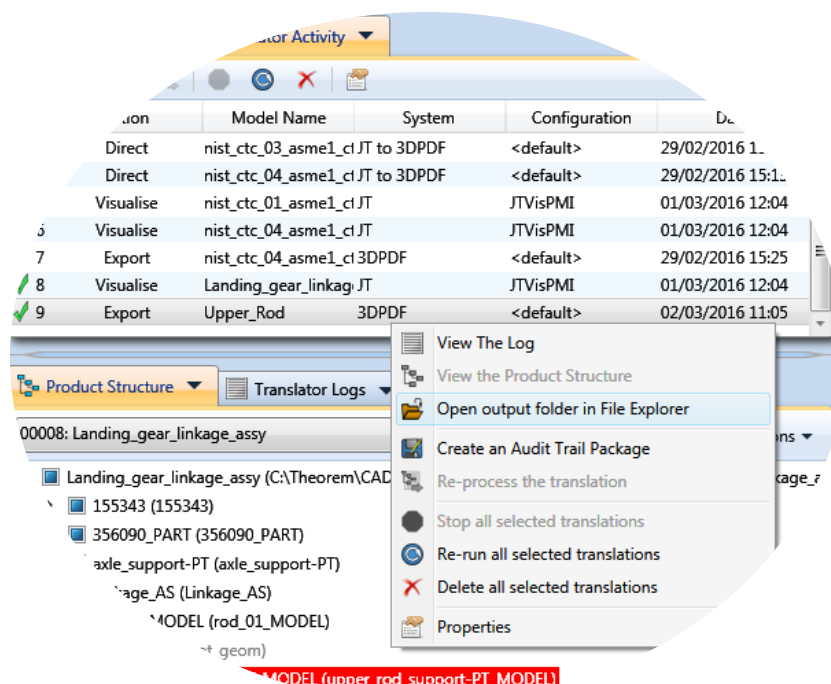 Activity
Model Name System Configuration
Direct nist_ctc_03_asme1_ct JT to 3DPDF <default> 29/02/2016
Direct nist_ctc_04_asme1_ct JT to 3DPDF <default> 29/02/2016 15:1
Visualise nist_ctc_01_asme1_ct JT JTVisPMI 01/03/2016 12:04
Visualise nist_ctc_04_asme1_ct JT JTVisPMI 01/03/2016 12:04
7 Export nist_ctc_04_asme1_ct 3DPDF <default> 29/02/2016 15:25
8 Visualise Landing_gear_linkage JT JTVisPMI 01/03/2016 12:04
9 Export Upper_Rod 3DPDF <default> 02/03/2016 11:05
View The Log
View the Product Structure
Open output folder in File Explorer
Create an Audit Trail Package
Re-process the translation
Stop all selected translations
Re-run all selected translations
Delete all selected translations
Properties
Product Structure Translator Logs
00008: Landing_gear_linkage_assy
Landing_gear_linkage_assy (C:\Theorem\CAD
155343 (155343)
356090_PART (356090_PART)
axle_support-PT (axle_support-PT)
age_AS (Linkage_AS)
MODEL (rod_01_MODEL)
geom)
MODEL (upper_rod_support-PT_MODEL)